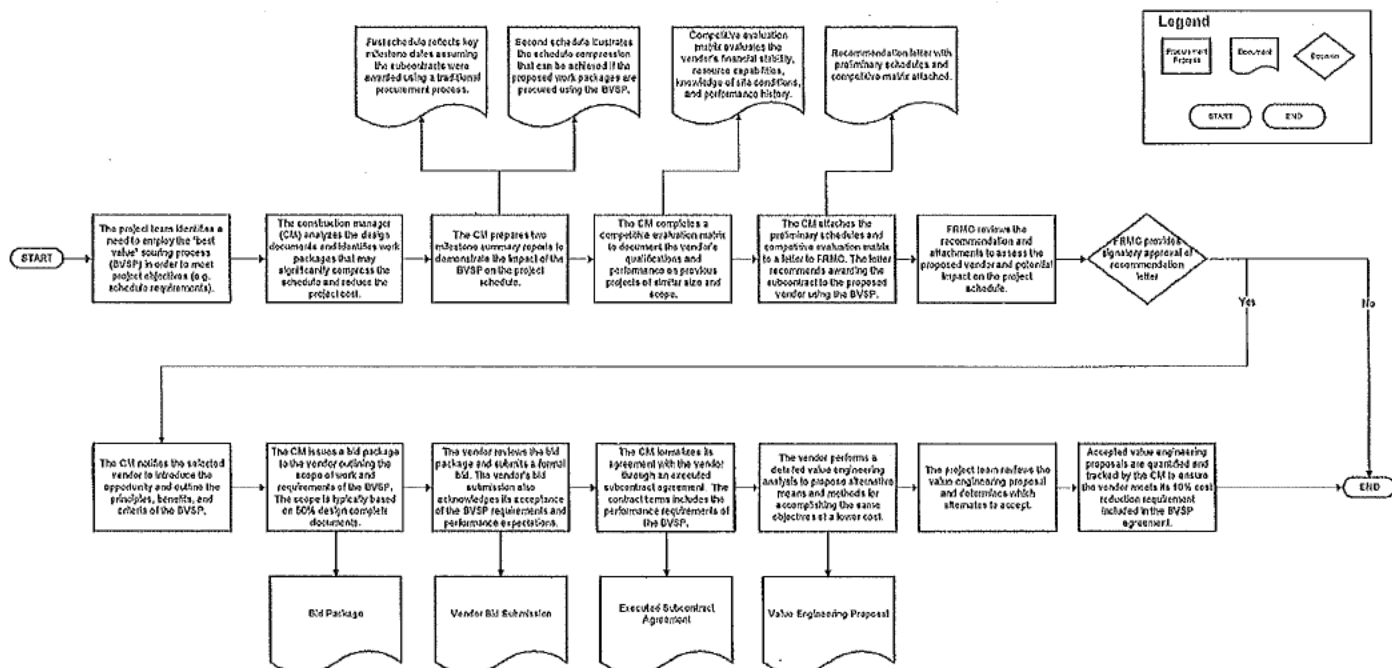 First schedule reflects key
milestone dates assuming
the subcontracts were
awarded using a traditional
procurement process.
Second schedule illustrates
the schedule compression
that can be achieved if the
proposed work packages are
procured using the BVSP.
Competitive evaluation
matrix evaluates the
vendor's financial stability,
resource capabilities,
knowledge of site conditions,
and performance history.
Recommendation letter with
preliminary schedules and
competitive matrix attached.
Legend
Procurement
Process
Document
Decision
START
END
START
The project team identifies a
need to employ the "best
value" souring process
(BVSP) in order to meet
project objectives (e.g.
schedule requirements).
The construction manager
(CM) analyzes the design
documents and identifies work
packages that may
significantly compress the
schedule and reduce the
project cost.
The CM prepares two
milestone summary reports to
demonstrate the impact of the
BVSP on the project
schedule.
The CM completes a
competitive evaluation matrix
to document the vendor's
qualifications and
performance on previous
projects of similar size and
scope.
The CM attaches the
preliminary schedules and
competitive evaluation matrix
to a letter to FRMO. The letter
recommends awarding the
subcontract to the proposed
vendor using the BVSP.
FRMO reviews the
recommendation and
attachments to assess the
proposed vendor and potential
impact on the project
schedule.
FRMO provides
signatory approval of
recommendation
letter
Yes
No
The CM notifies the selected
vendor to introduce the
opportunity and outline the
principles, benefits, and
criteria of the BVSP.
The CM issues a bid package
to the vendor outlining the
scope of work and
requirements of the BVSP.
The scope is typically based
on 50% design complete
documents.
The vendor reviews the bid
package and submits a formal
bid. The vendor's bid
submission also
acknowledges its acceptance
of the BVSP requirements and
performance expectations.
The CM formalizes its
agreement with the vendor
through an executed
subcontract agreement. The
contract terms includes the
performance requirements of
the BVSP.
The vendor performs a
detailed value engineering
analysis to propose alternative
means and methods for
accomplishing the same
objectives at a lower cost.
The project team reviews the
value engineering proposal
and determines which
alternates to accept.
Accepted value engineering
proposals are quantified and
tracked by the CM to ensure
the vendor meets its 10% cost
reduction requirement
included in the BVSP
agreement.
END
Bid Package
Vendor Bid Submission
Executed Subcontract
Agreement
Value Engineering Proposal